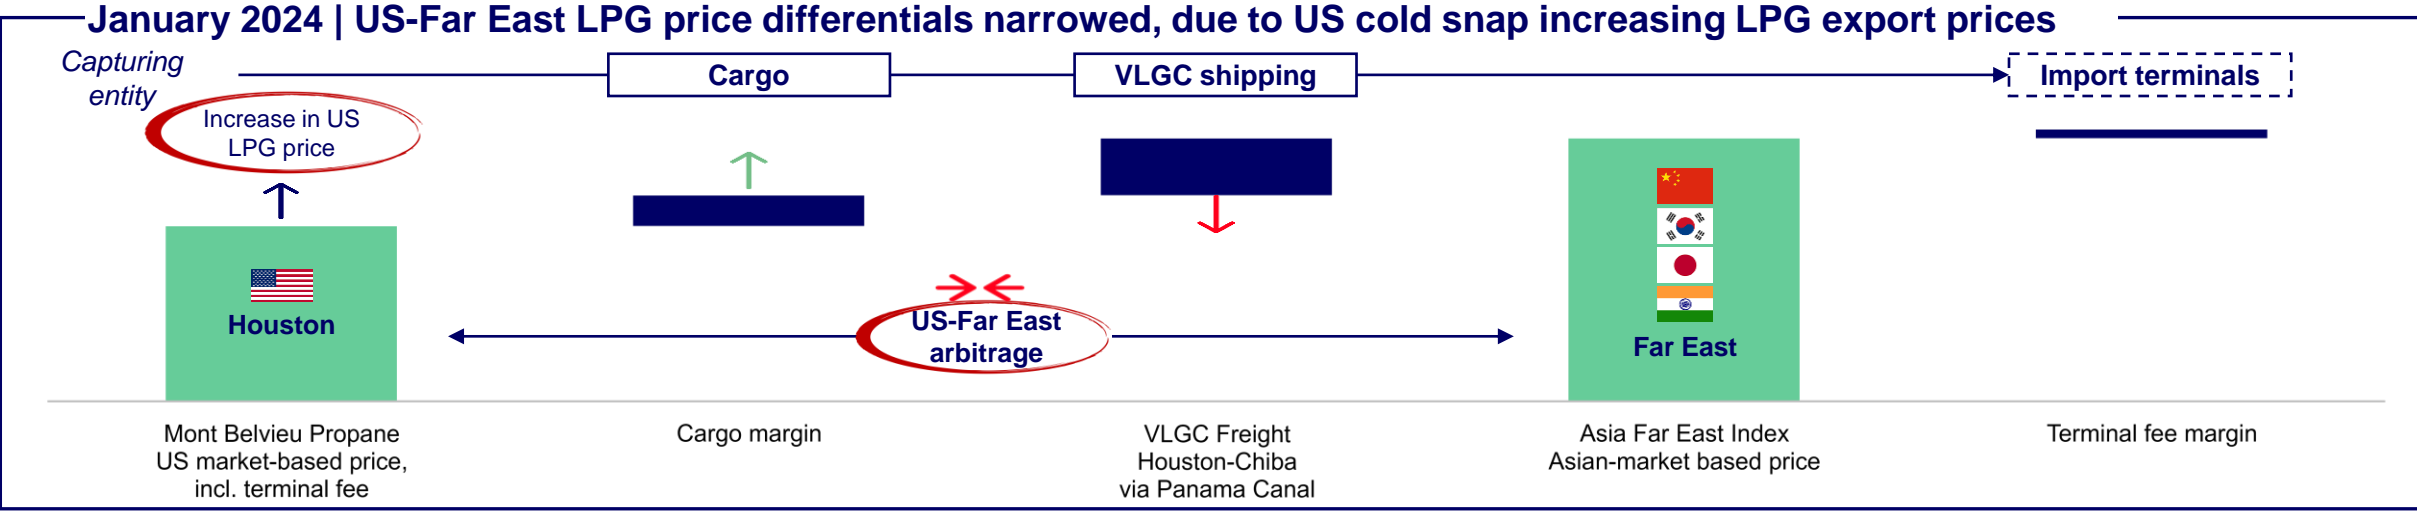 January 2024 | US-Far East LPG price differentials narrowed, due to US cold snap increasing LPG export prices
Capturing
entity
Cargo
VLGC shipping
Import terminals
Increase in US
LPG price
Houston
US-Far East
arbitrage
Far East
Mont Belvieu Propane
US market-based price,
incl. terminal fee
Cargo margin
VLGC Freight
Houston-Chiba
via Panama Canal
Asia Far East Index
Asian-market based price
Terminal fee margin